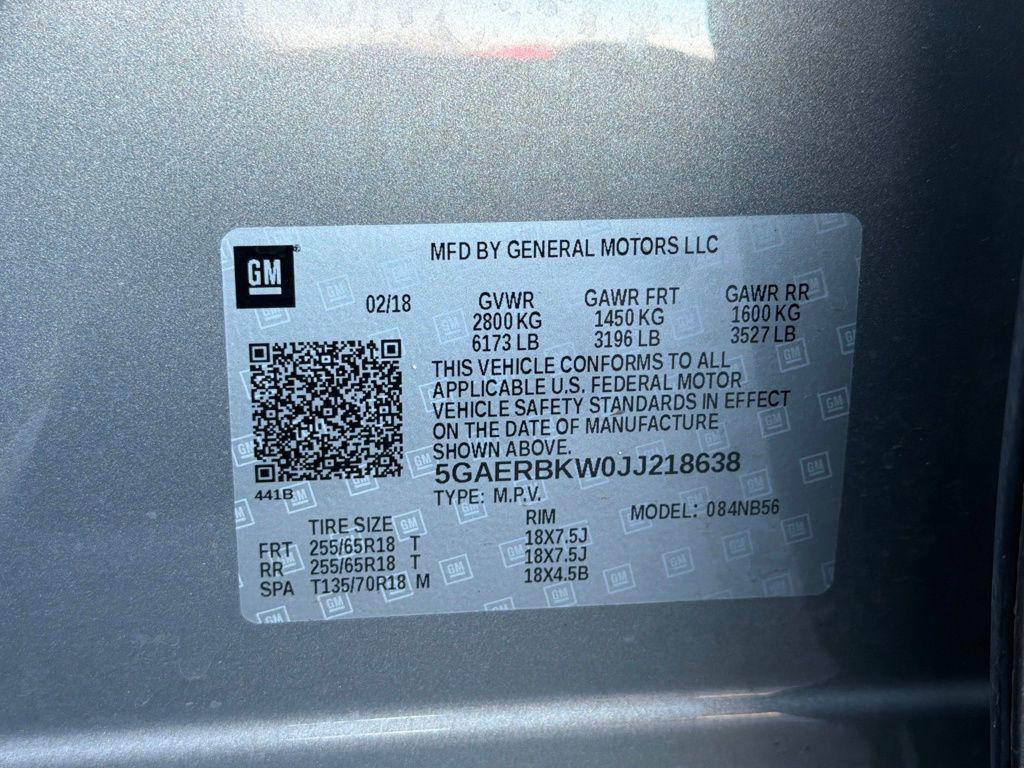 GM
MFD BY GENERAL MOTORS LLC
02/18 GVWR GAWR FRT GAWR RR
2800 KG 1450 KG 1600 KG
6173 LB 3196 LB 3527 LB
THIS VEHICLE CONFORMS TO ALL
APPLICABLE U.S. FEDERAL MOTOR
VEHICLE SAFETY STANDARDS IN EFFECT
ON THE DATE OF MANUFACTURE
SHOWN ABOVE.
5GAERBKW0JJ218638
441B
TYPE: M.P.V.
MODEL: 084NB56
TIRE SIZE RIM
FRT 255/65R18 T 18X7.5J
RR 255/65R18 T 18X7.5J
SPA T135/70R18 M 18X4.5B